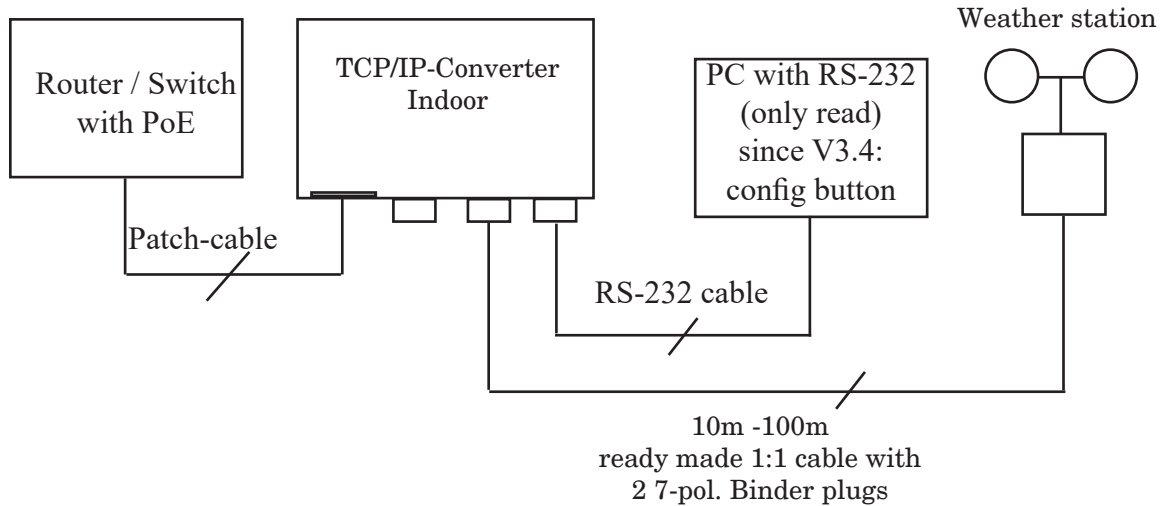 Weather station
Router / Switch
with PoE
TCP/IP-Converter
Indoor
PC with RS-232
(only read)
since V3.4:
config button
Patch-cable
RS-232 cable
10m -100m
ready made 1:1 cable with
2 7-pol. Binder plugs